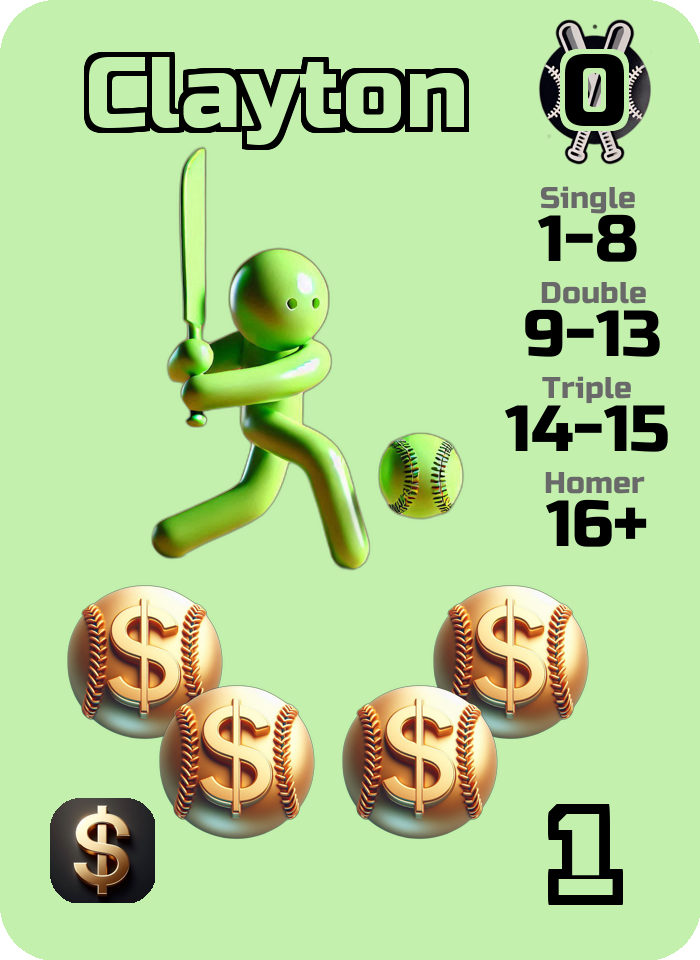 Clayton
0
Single
1-8
Double
9-13
Triple
14-15
Homer
16+
$ $
$ $
$
1